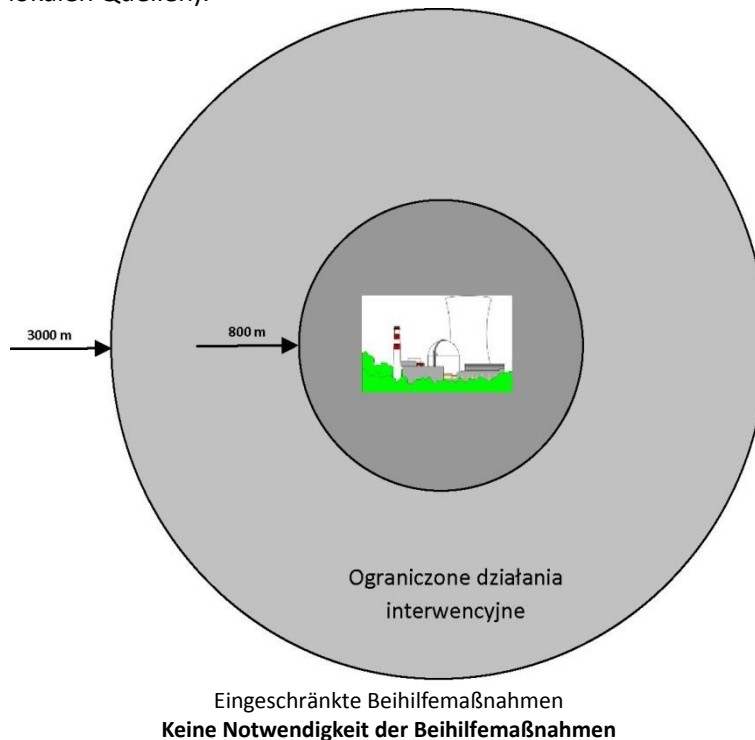 lokalen Quellen).
3000 m
800 m
Ograniczone działania
interwencyjne
Eingeschränkte Beihilfemaßnahmen
Keine Notwendigkeit der Beihilfemaßnahmen